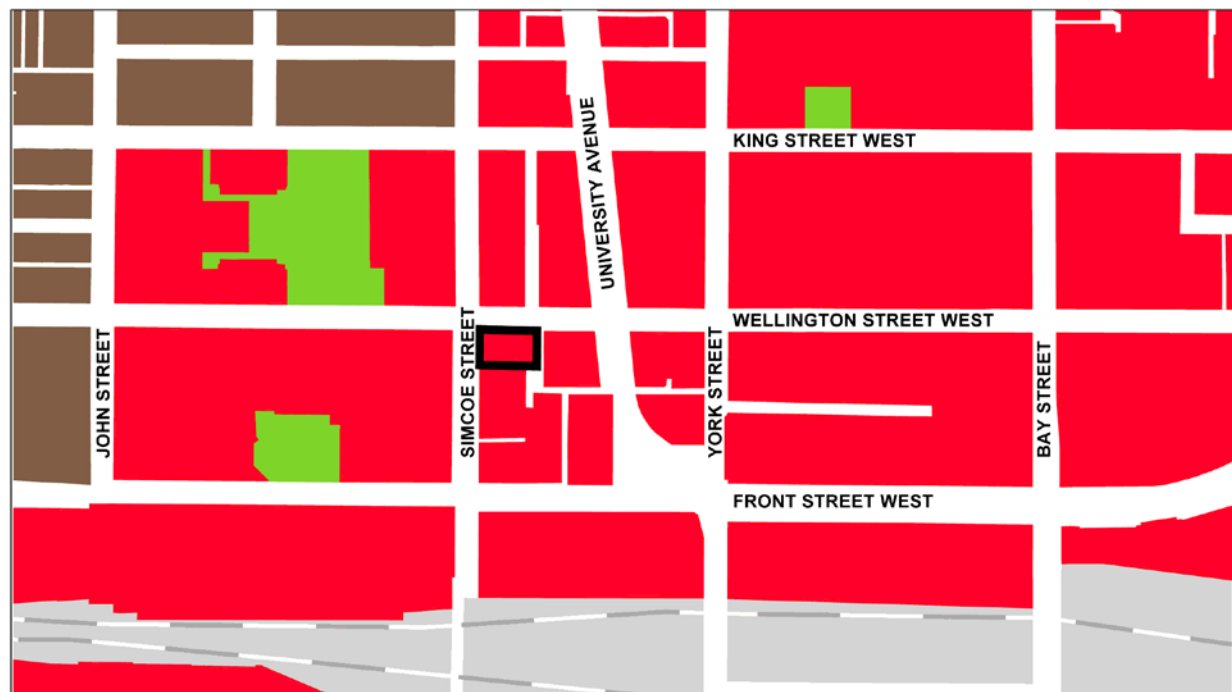 KING STREET WEST
UNIVERSITY AVENUE
WELLINGTON STREET WEST
JOHN STREET
SIMCOE STREET
YORK STREET
BAY STREET
FRONT STREET WEST